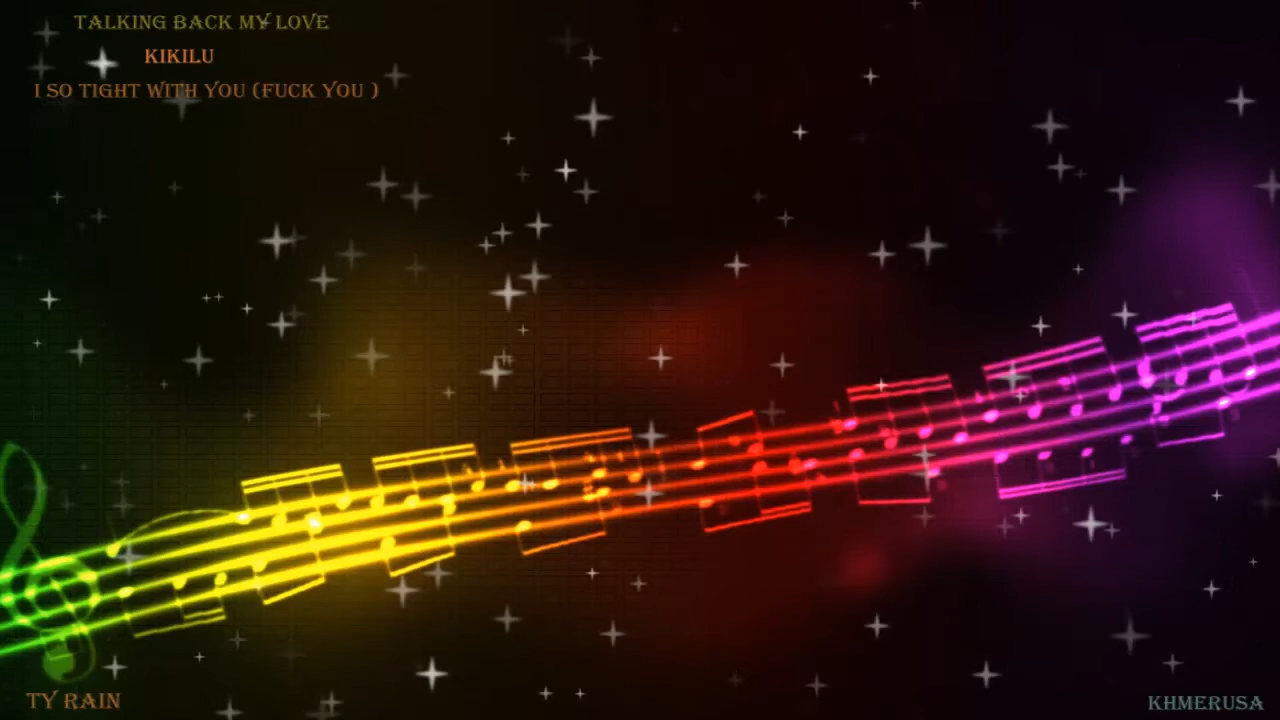 TALKING BACK MY LOVE
KIKILU
I SO TIGHT WITH YOU (FUCK YOU )
TY RAIN
KHMERUSA